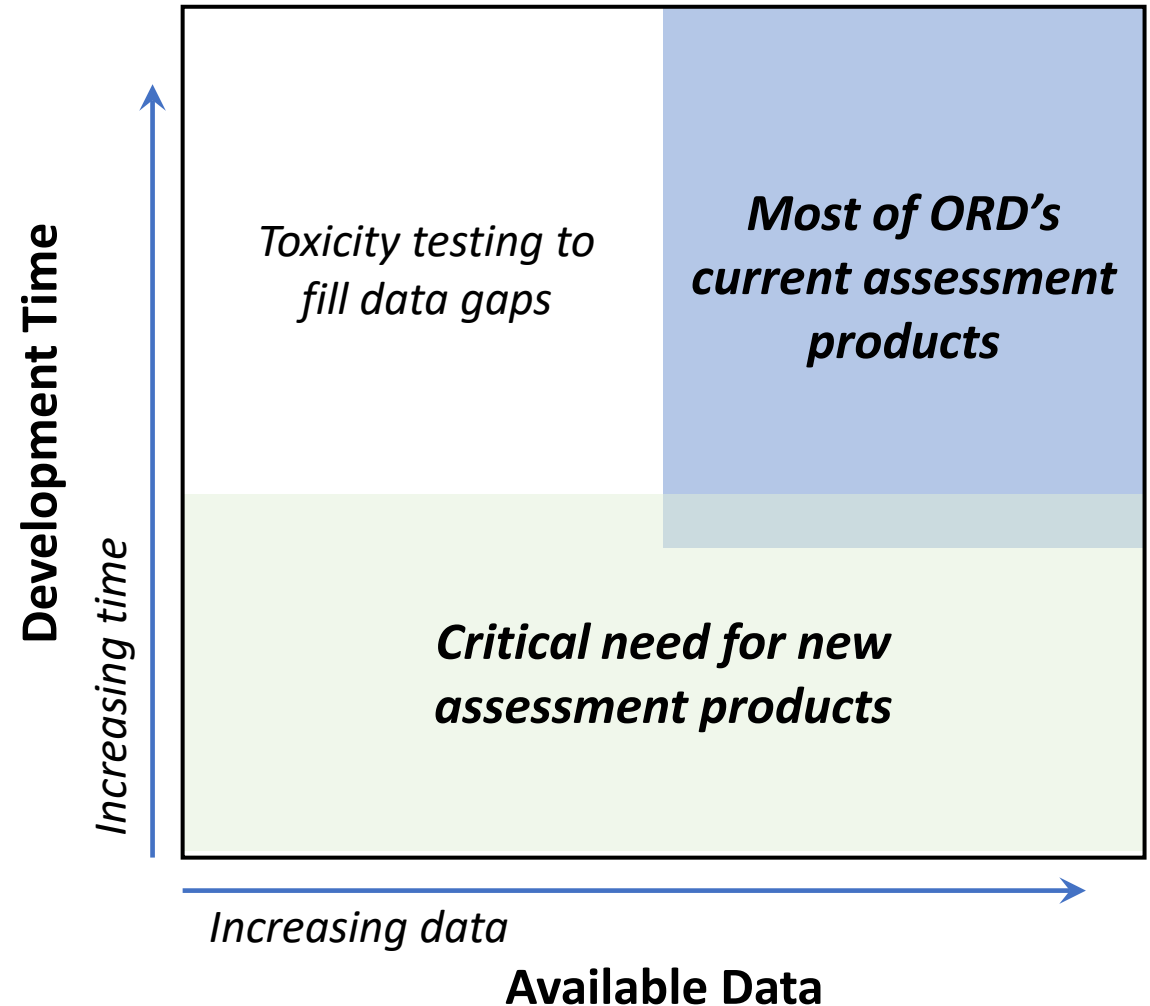 Development Time
Increasing time
Toxicity testing to
fill data gaps
Most of ORD’s
current assessment
products
Critical need for new
assessment products
Increasing data
Available Data